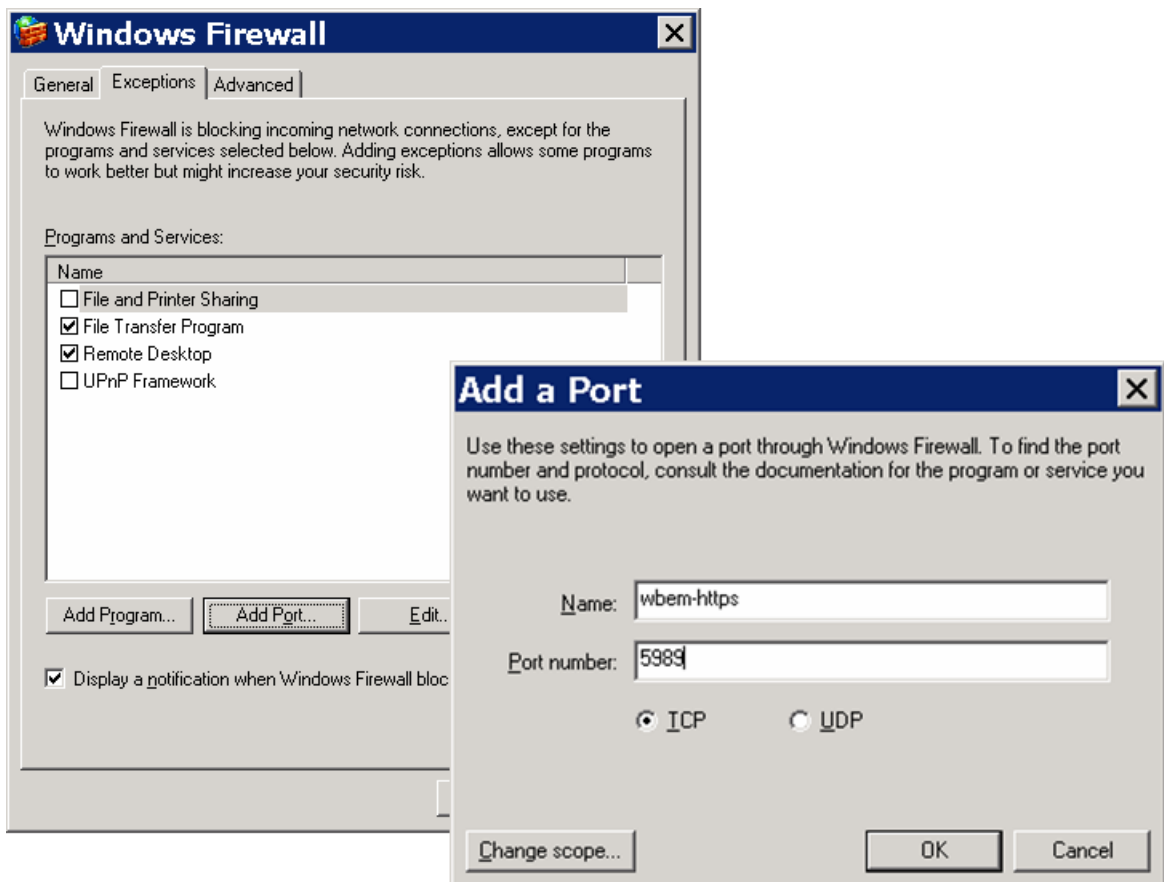 Windows Firewall
General Exceptions Advanced
Windows Firewall is blocking incoming network connections, except for the
programs and services selected below. Adding exceptions allows some programs
to work better but might increase your security risk.
Programs and Services:
Name
File and Printer Sharing
File Transfer Program
Remote Desktop
UPnP Framework
Add Program... Add Port... Edit..
Display a notification when Windows Firewall bloc
Add a Port
Use these settings to open a port through Windows Firewall. To find the port
number and protocol, consult the documentation for the program or service you
want to use.
Name: wbem-https
Port number: 5989
TCP UDP
Change scope... OK Cancel